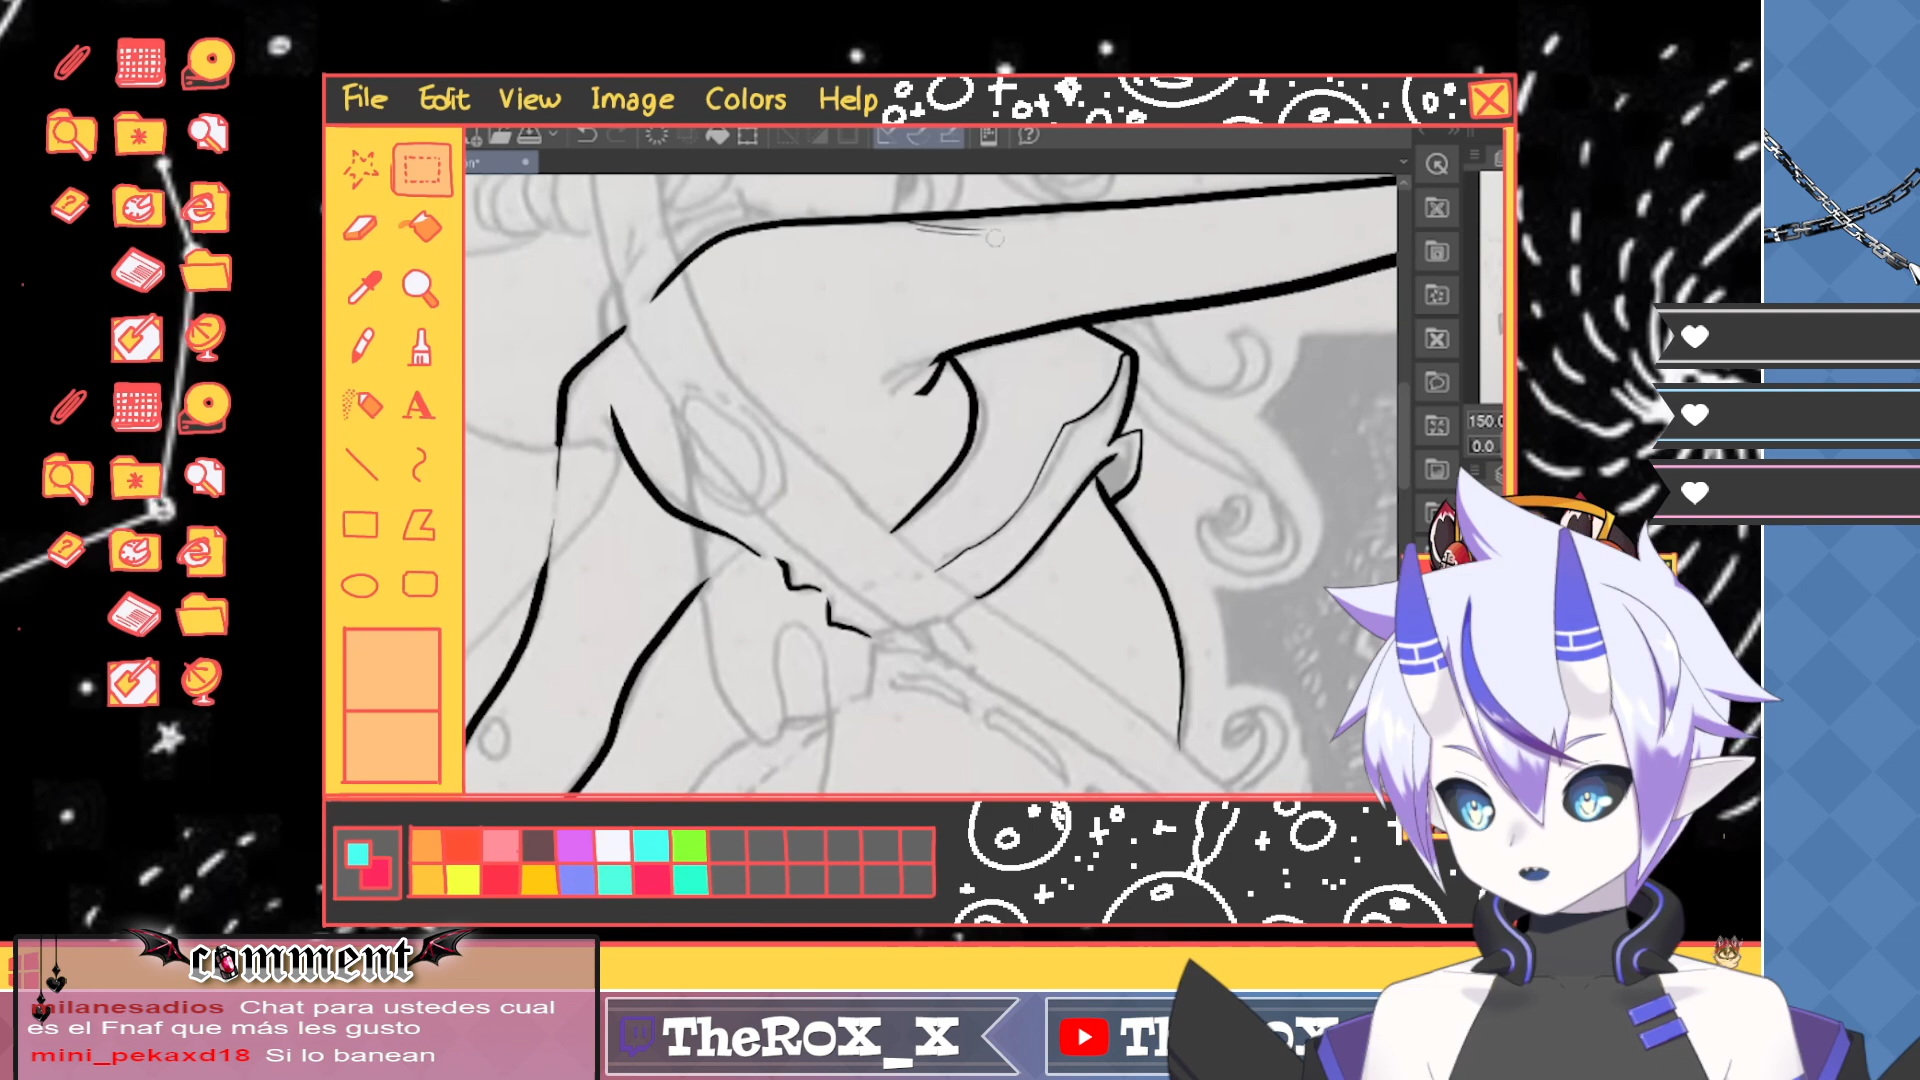 File Edit View Image Colors Help
A
150.0
0.0
comment
milanesadios Chat para ustedes cual
es el Fnaf que más les gusto
mini_pekaxd18 Si lo banean
TheROX_X